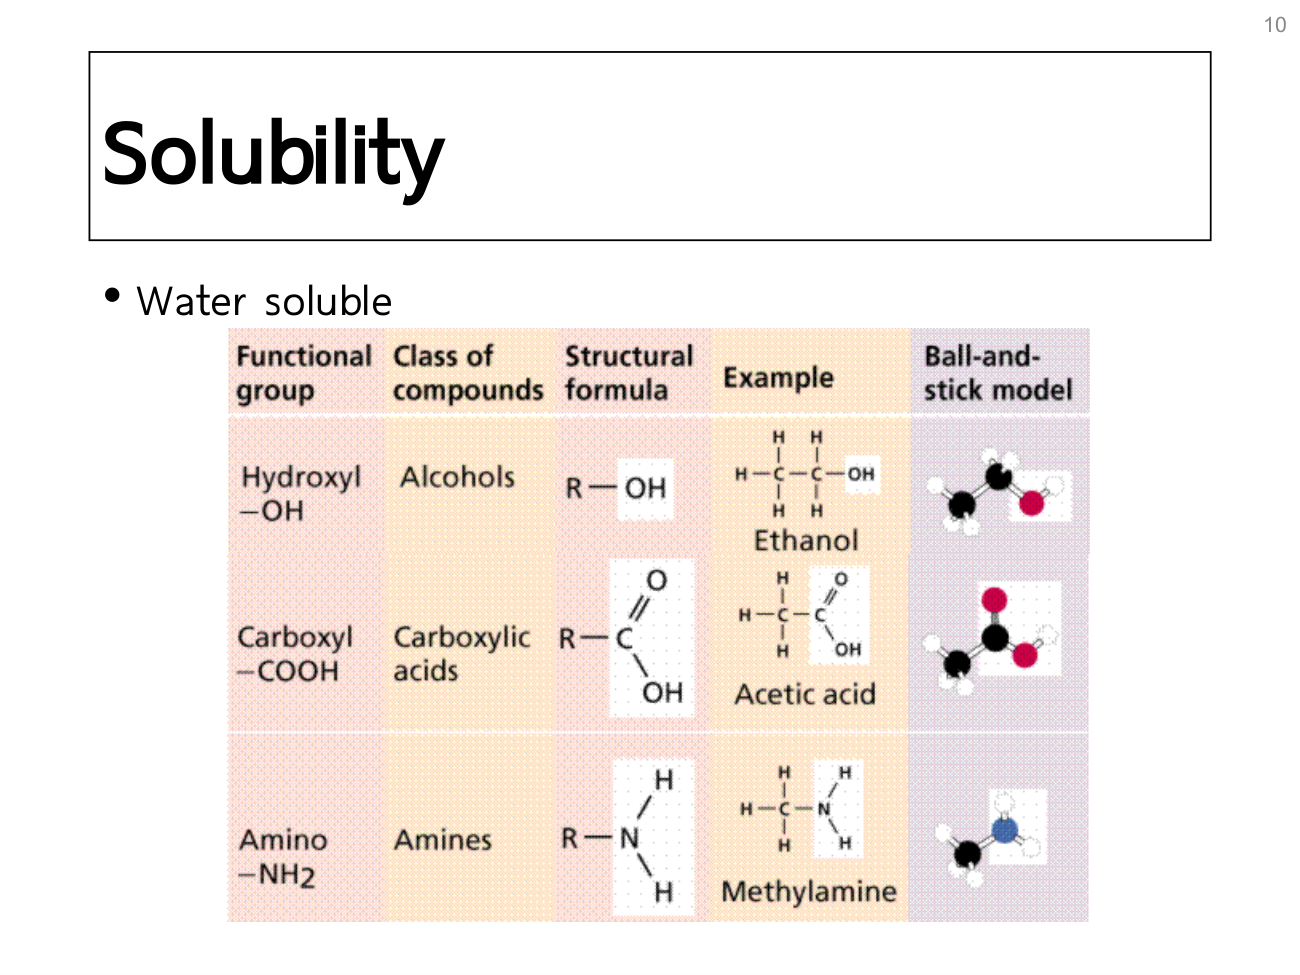 10
Solubility
• Water soluble
Functional group
Class of compounds
Structural formula
Example
Ball-and-stick model
Hydroxyl
–OH
Alcohols
R — OH
H H
H — C — C — OH
H H
Ethanol
Carboxyl
–COOH
Carboxylic
acids
O
R — C
OH
H O
H — C — C
H OH
Acetic acid
Amino
–NH2
Amines
H
R — N
H
H H
H — C — N
H H
Methylamine